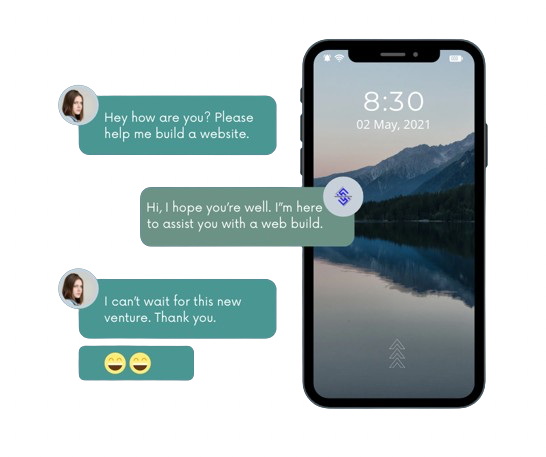 8:30
02 May, 2021
Hey how are you? Please
help me build a website.
Hi, I hope you're well. I"m here
to assist you with a web build.
I can't wait for this new
venture. Thank you.